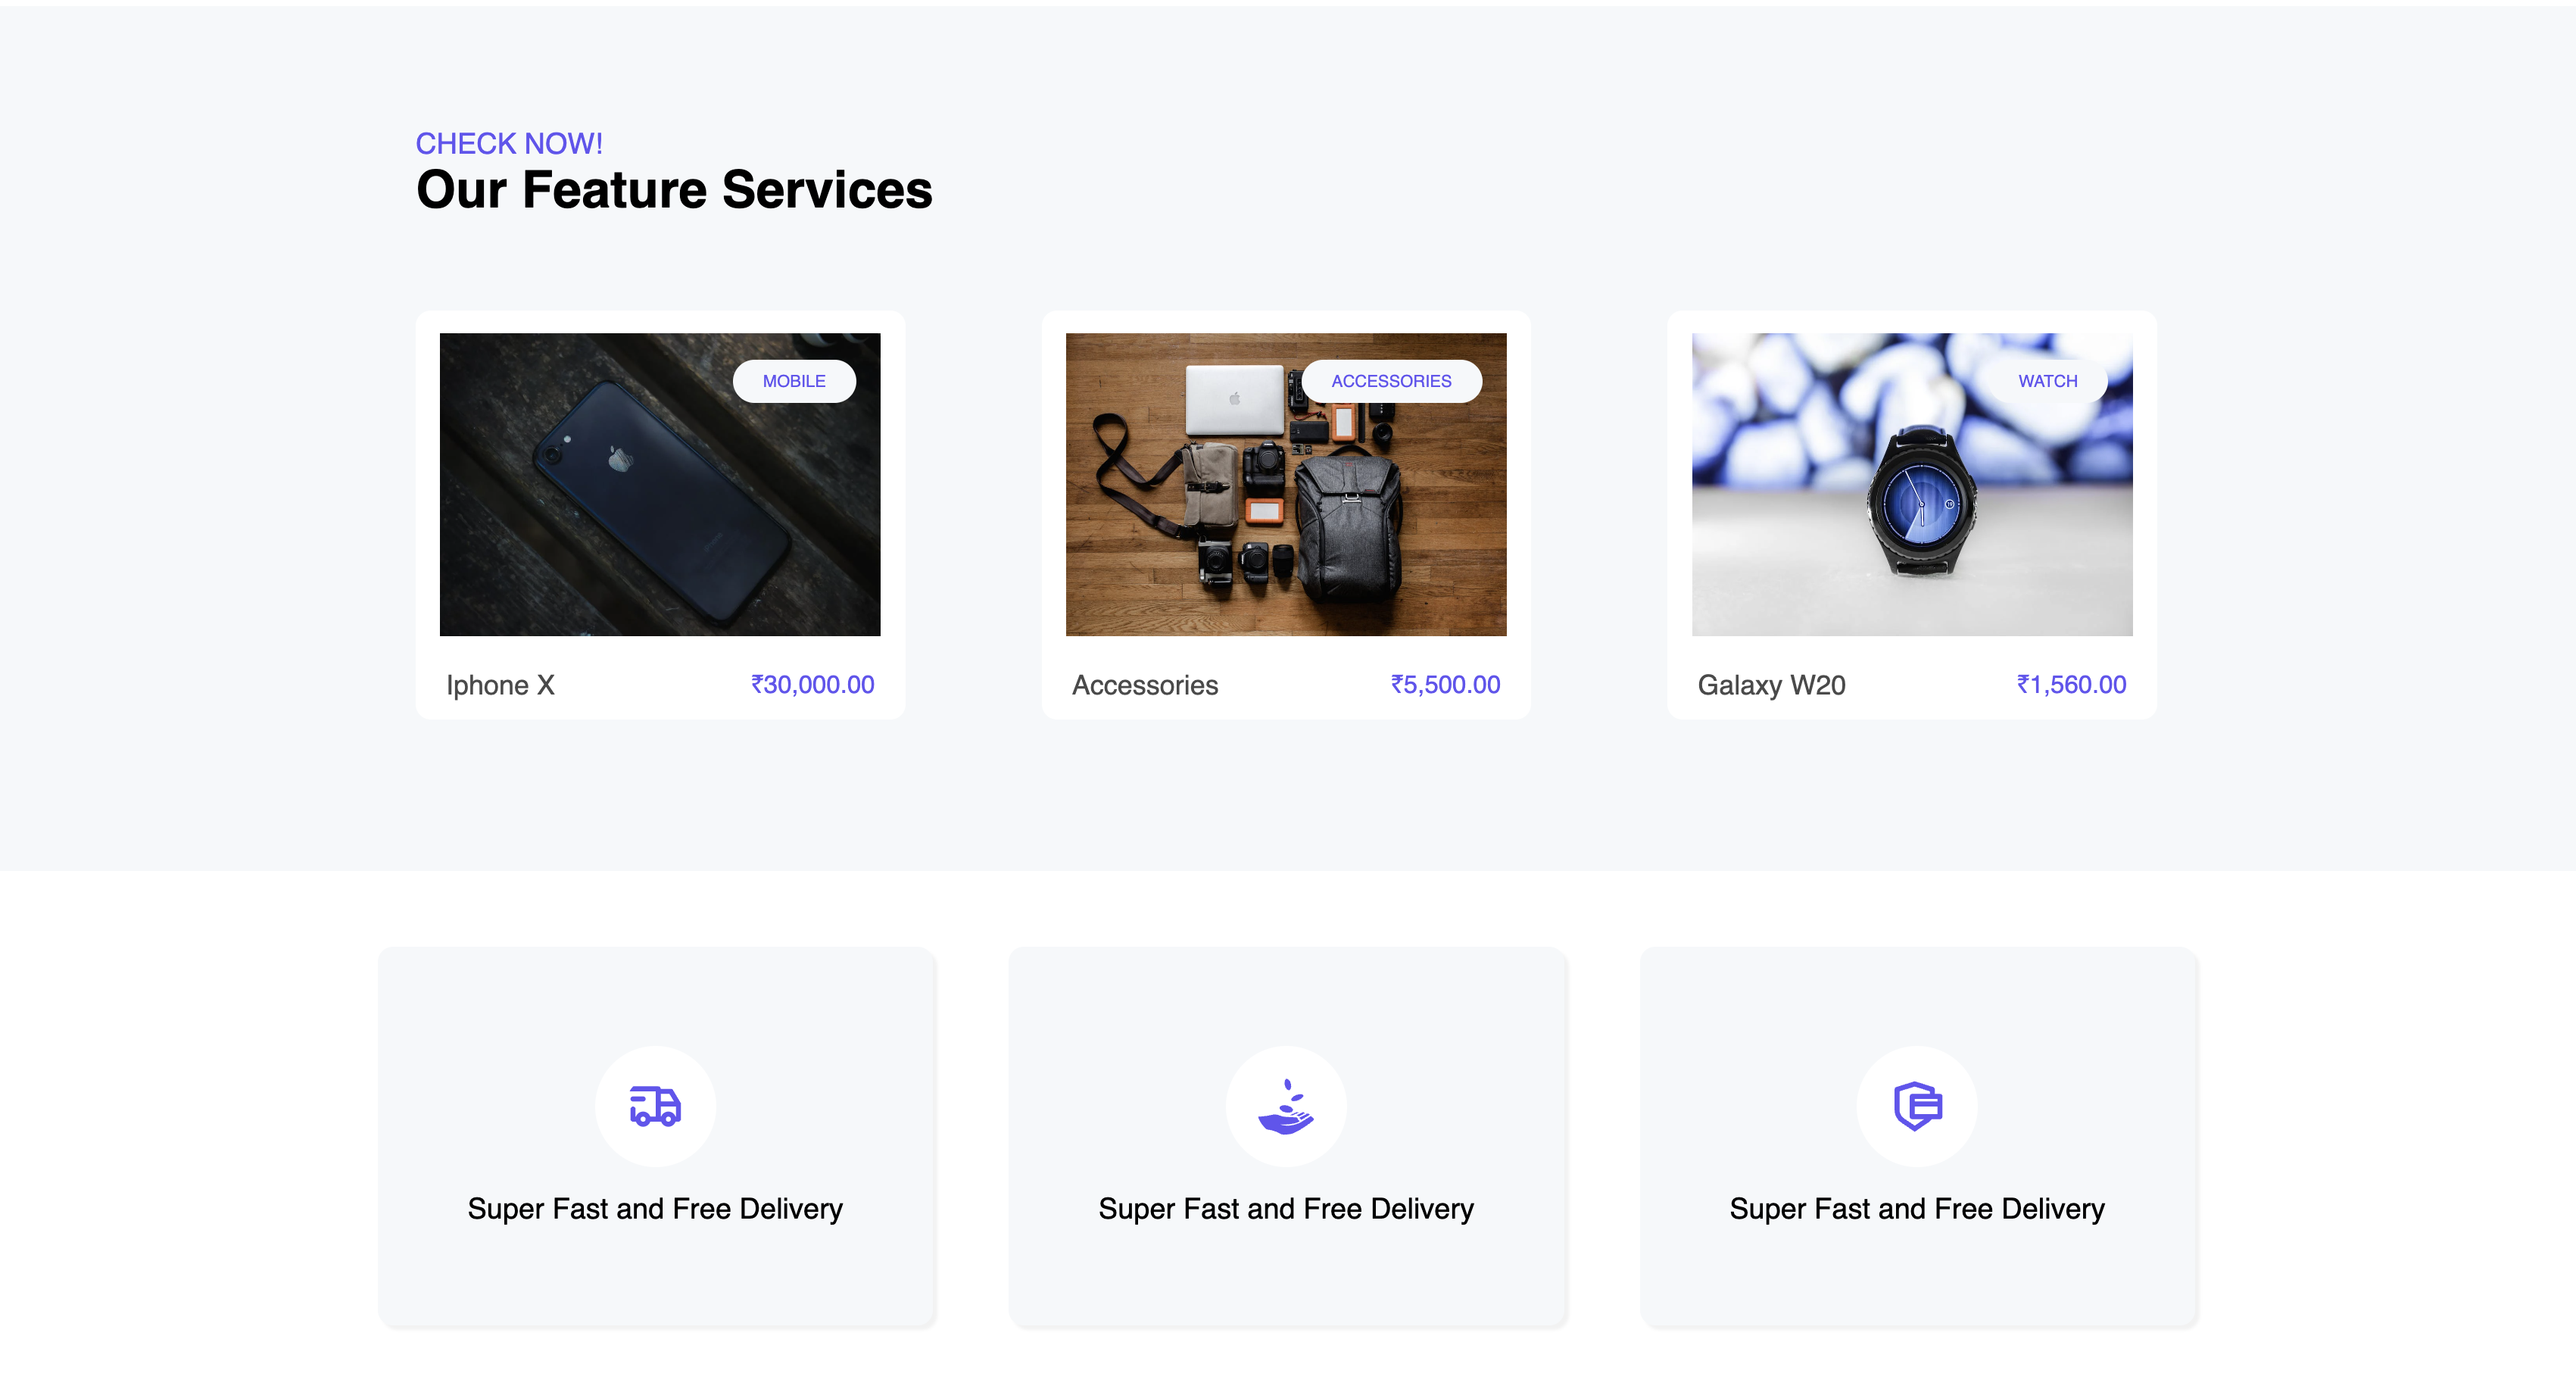 CHECK NOW!
Our Feature Services
MOBILE
ACCESSORIES
WATCH
Iphone X
₹30,000.00
Accessories
₹5,500.00
Galaxy W20
₹1,560.00
Super Fast and Free Delivery
Super Fast and Free Delivery
Super Fast and Free Delivery